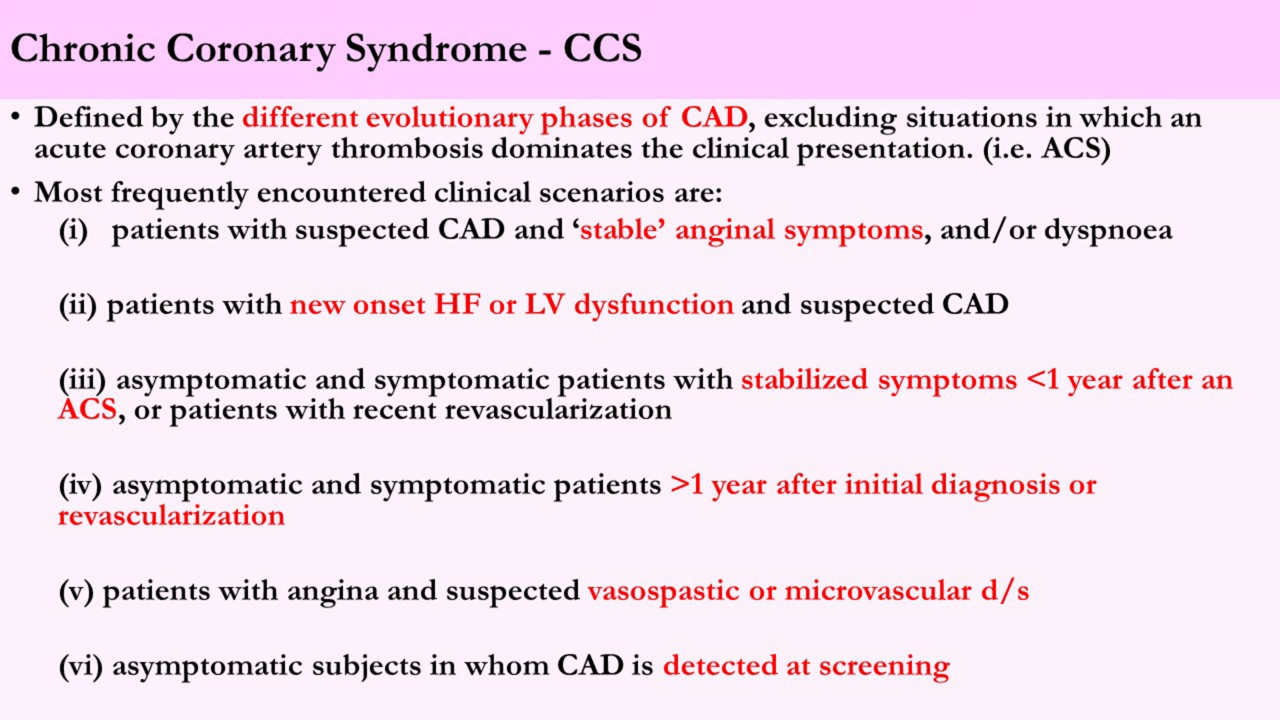 Chronic Coronary Syndrome - CCS
• Defined by the different evolutionary phases of CAD, excluding situations in which an
acute coronary artery thrombosis dominates the clinical presentation. (i.e. ACS)
• Most frequently encountered clinical scenarios are:
(i) patients with suspected CAD and ‘stable’ anginal symptoms, and/or dyspnoea
(ii) patients with new onset HF or LV dysfunction and suspected CAD
(iii) asymptomatic and symptomatic patients with stabilized symptoms <1 year after an
ACS, or patients with recent revascularization
(iv) asymptomatic and symptomatic patients >1 year after initial diagnosis or
revascularization
(v) patients with angina and suspected vasospastic or microvascular d/s
(vi) asymptomatic subjects in whom CAD is detected at screening